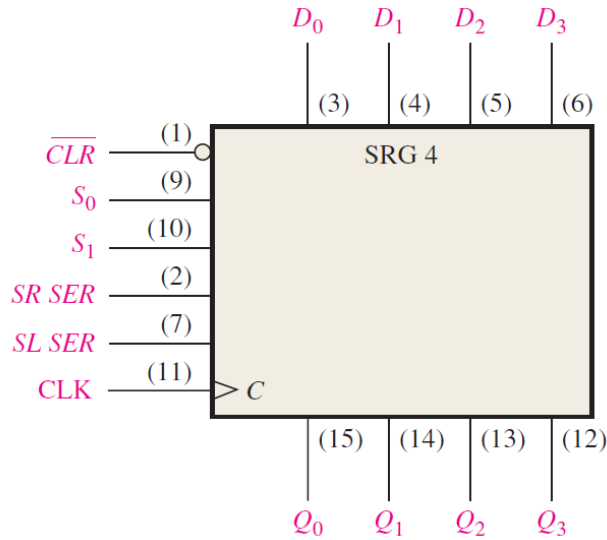 D₀ D₁ D₂ D₃
(3) (4) (5) (6)
SRG 4
(1)
C̅L̅R̅
(9)
S₀
(10)
S₁
(2)
SR SER
(7)
SL SER
(11)
CLK
C
(15) (14) (13) (12)
Q₀ Q₁ Q₂ Q₃